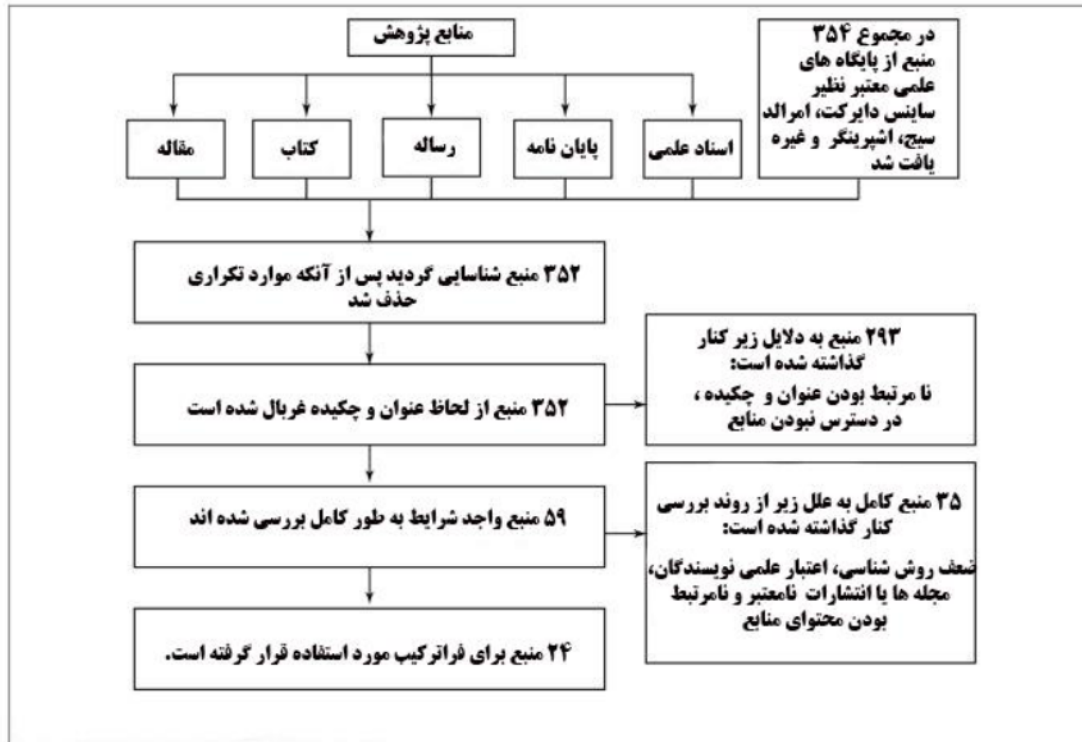 منابع پژوهش
در مجموع ۳۵۴
منبع از پایگاه های
علمی معتبر نظیر
ساینس دایرکت، امرالد
سیج، اشپرینگر و غیره
یافت شد
مقاله
کتاب
رساله
پایان نامه
اسناد علمی
۳۵۲ منبع شناسایی گردید پس از آنکه موارد تکراری
حذف شد
۳۵۲ منبع از لحاظ عنوان و چکیده غربال شده است
۲۹۳ منبع به دلایل زیر کنار
گذاشته شده است:
نا مرتبط بودن عنوان و چکیده ،
در دسترس نبودن منابع
۵۹ منبع واجد شرایط به طور کامل بررسی شده اند
۳۵ منبع کامل به علل زیر از روند بررسی
کنار گذاشته شده است:
ضعف روش شناسی، اعتبار علمی نویسندگان،
مجله ها یا انتشارات نامعتبر و نامرتبط
بودن محتوای منابع
۲۴ منبع برای فراترکیب مورد استفاده قرار گرفته است.